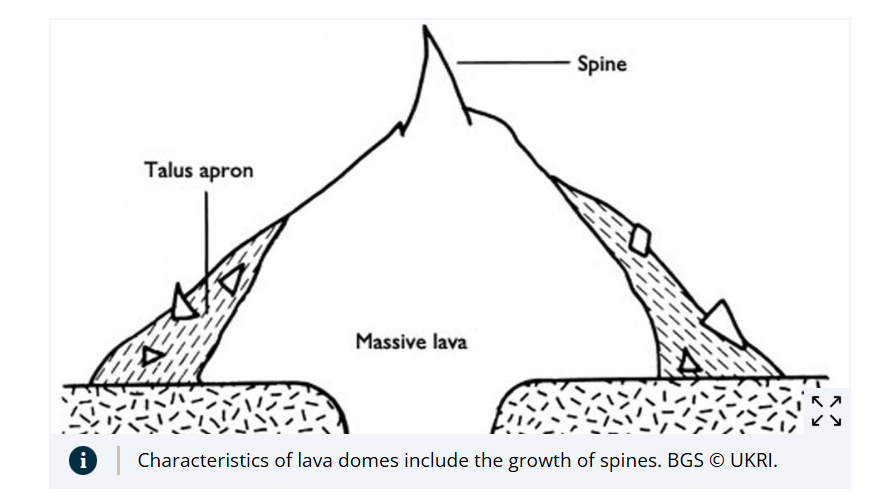 Spine
Talus apron
Massive lava
Characteristics of lava domes include the growth of spines. BGS © UKRI.